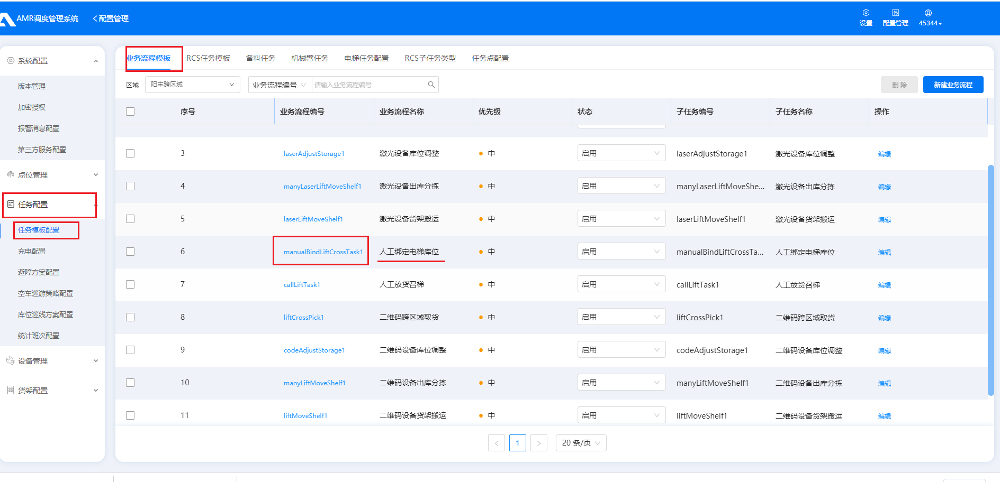 AMR调度管理系统 配置管理
设置 配置管理 45344
系统配置
版本管理
加密授权
报警消息配置
第三方服务配置
点位管理
任务配置
任务模板配置
充电配置
避障方案配置
空车巡游策略配置
库位巡线方案配置
统计班次配置
设备管理
货架配置
业务流程模板 RCS任务模板 备料任务 机械臂任务 电梯任务配置 RCS子任务类型 任务点配置
区域 阳丰跨区域 业务流程编号 请输入业务流程编号 删 除 新建业务流程
序号 业务流程编号 业务流程名称 优先级 状态 子任务编号 子任务名称 操作
3 laserAdjustStorage1 激光设备库位调整 中 启用 laserAdjustStorage1 激光设备库位调整 编辑
4 manyLaserLiftMoveShelf1 激光设备出库分拣 中 启用 manyLaserLiftMoveShe... 激光设备出库分拣 编辑
5 laserLiftMoveShelf1 激光设备货架搬运 中 启用 laserLiftMoveShelf1 激光设备货架搬运 编辑
6 manualBindLiftCrossTask1 人工绑定电梯库位 中 启用 manualBindLiftCrossTa... 人工绑定电梯库位 编辑
7 callLiftTask1 人工放货召梯 中 启用 callLiftTask1 人工放货召梯 编辑
8 liftCrossPick1 二维码跨区域取货 中 启用 liftCrossPick1 二维码跨区域取货 编辑
9 codeAdjustStorage1 二维码设备库位调整 中 启用 codeAdjustStorage1 二维码设备库位调整 编辑
10 manyLiftMoveShelf1 二维码设备出库分拣 中 启用 manyLiftMoveShelf1 二维码设备出库分拣 编辑
11 liftMoveShelf1 二维码设备货架搬运 中 启用 liftMoveShelf1 二维码设备货架搬运 编辑
< 1 > 20 条/页